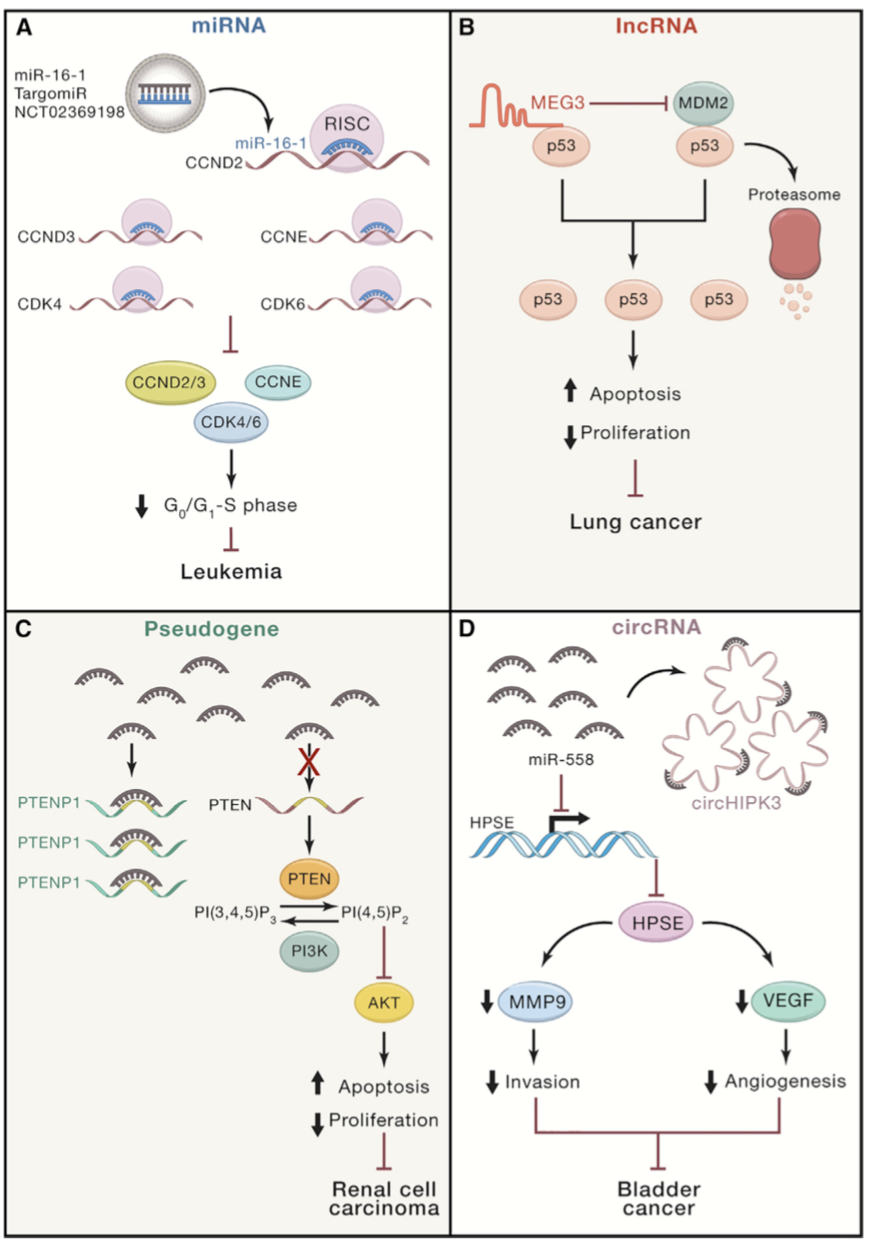 A
miRNA
miR-16-1
TargomiR
NCT02369198
miR-16-1
RISC
CCND2
CCND3
CCNE
CDK4
CDK6
CCND2/3
CCNE
CDK4/6
G0/G1-S phase
Leukemia
B
lncRNA
MEG3
MDM2
p53
p53
Proteasome
p53
p53
p53
Apoptosis
Proliferation
Lung cancer
C
Pseudogene
X
PTENP1
PTEN
PTENP1
PTENP1
PTEN
PI(3,4,5)P3
PI(4,5)P2
PI3K
AKT
Apoptosis
Proliferation
Renal cell
carcinoma
D
circRNA
miR-558
circHIPK3
HPSE
HPSE
MMP9
VEGF
Invasion
Angiogenesis
Bladder
cancer